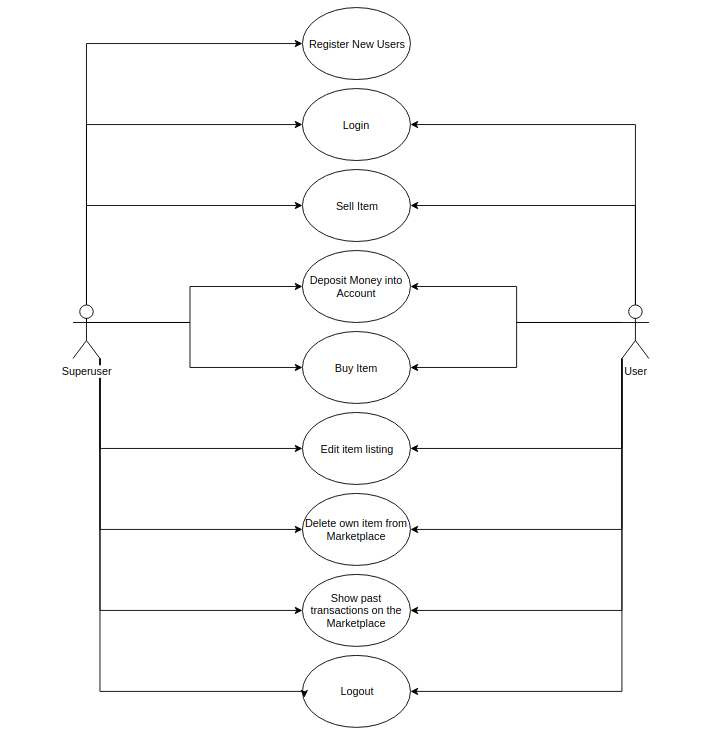 Register New Users
Login
Sell Item
Deposit Money into
Account
Buy Item
Superuser
User
Edit item listing
Delete own item from
Marketplace
Show past
transactions on the
Marketplace
Logout